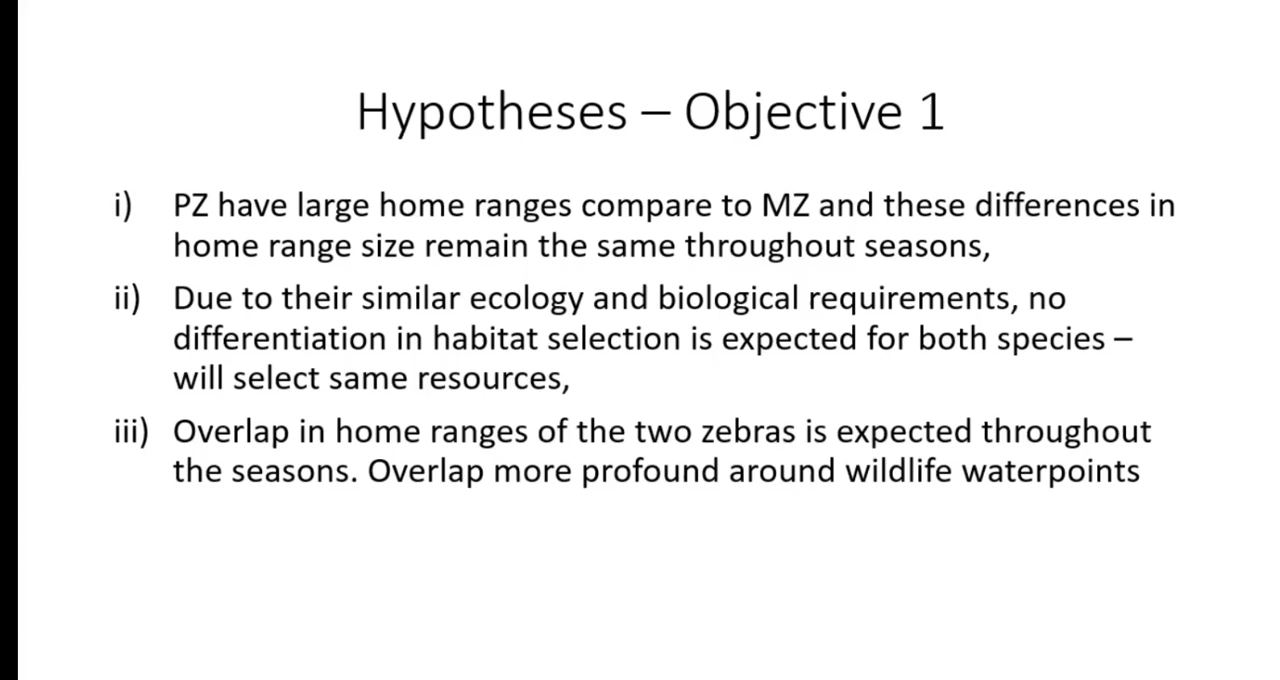 Hypotheses – Objective 1
i) PZ have large home ranges compare to MZ and these differences in
home range size remain the same throughout seasons,
ii) Due to their similar ecology and biological requirements, no
differentiation in habitat selection is expected for both species –
will select same resources,
iii) Overlap in home ranges of the two zebras is expected throughout
the seasons. Overlap more profound around wildlife waterpoints